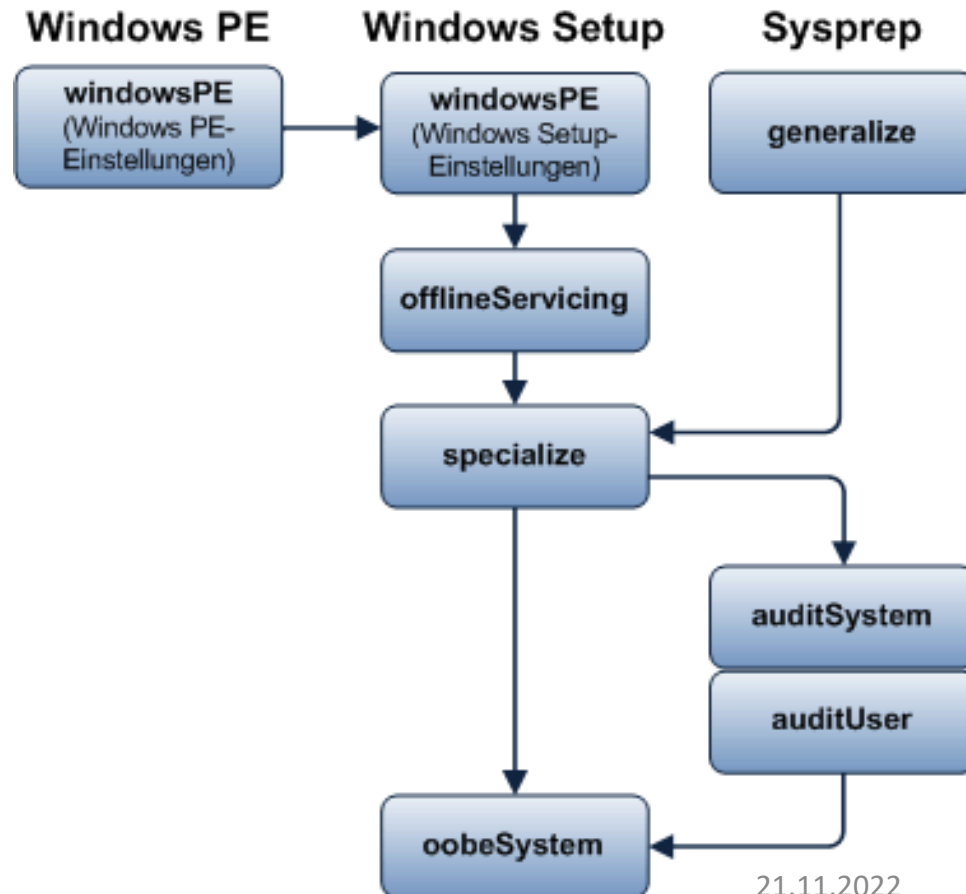 Windows PE
Windows Setup
Sysprep
windowsPE
(Windows PE-
Einstellungen)
windowsPE
(Windows Setup-
Einstellungen)
generalize
offlineServicing
specialize
auditSystem
auditUser
oobeSystem
21.11.2022